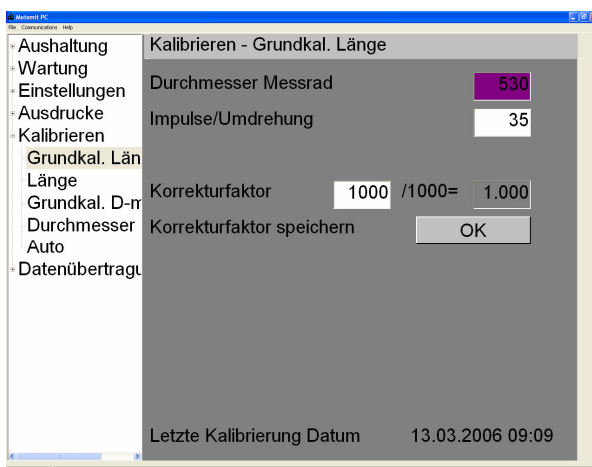 Motomit PC
File Communications Help
Aushaltung
Wartung
Einstellungen
Ausdrucke
Kalibrieren
Grundkal. Län
Länge
Grundkal. D-m
Durchmesser
Auto
Datenübertragu
Kalibrieren - Grundkal. Länge
Durchmesser Messrad 530
Impulse/Umdrehung 35
Korrekturfaktor 1000 /1000= 1.000
Korrekturfaktor speichern OK
Letzte Kalibrierung Datum 13.03.2006 09:09